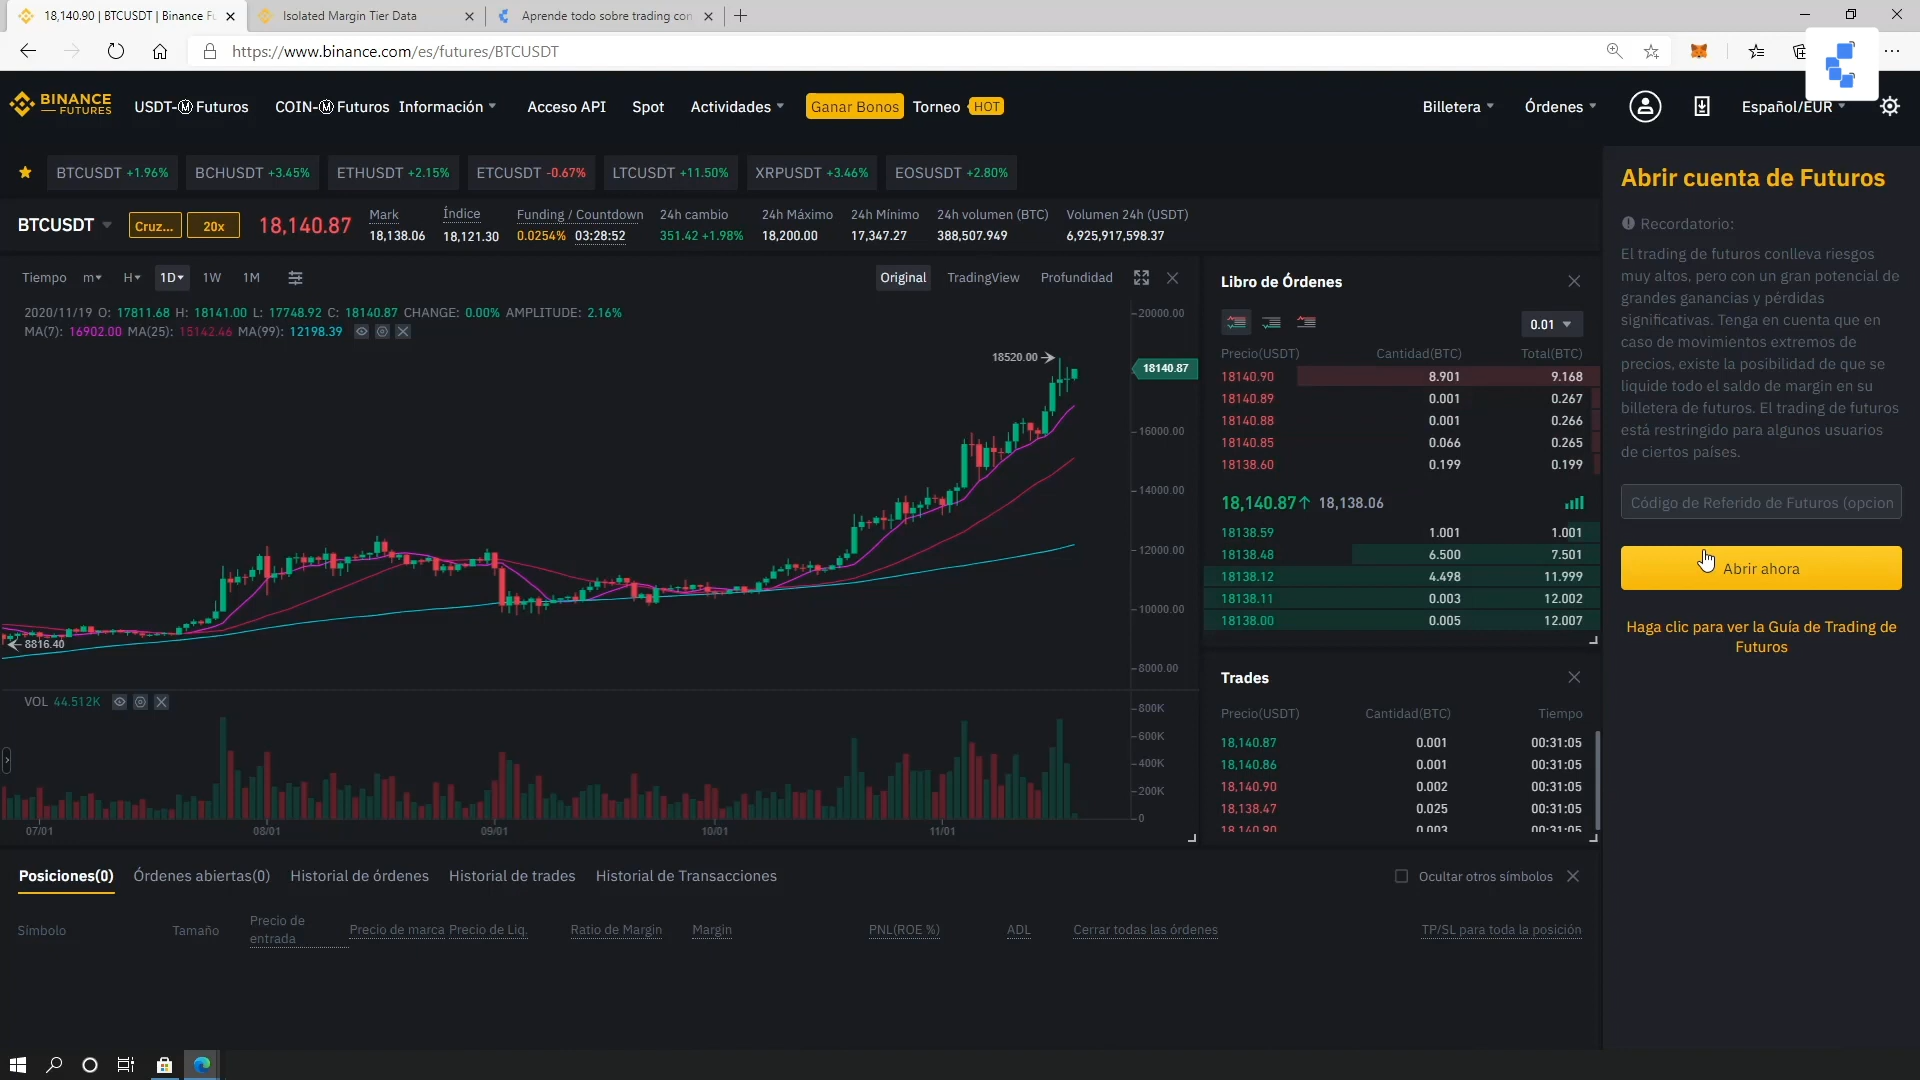 18,140.90 | BTCUSDT | Binance Fu
Isolated Margin Tier Data
Aprende todo sobre trading con
https://www.binance.com/es/futures/BTCUSDT
BINANCE
FUTURES
USDT-Ⓜ Futuros
COIN-Ⓜ Futuros
Información
Acceso API
Spot
Actividades
Ganar Bonos
Torneo
HOT
Billetera
Órdenes
Español/EUR
BTCUSDT +1.96%
BCHUSDT +3.45%
ETHUSDT +2.15%
ETCUSDT -0.67%
LTCUSDT +11.50%
XRPUSDT +3.46%
EOSUSDT +2.80%
BTCUSDT
Cruz...
20x
18,140.87
Mark
18,138.06
Índice
18,121.30
Funding / Countdown
0.0254% 03:28:52
24h cambio
351.42 +1.98%
24h Máximo
18,200.00
24h Mínimo
17,347.27
24h volumen (BTC)
388,507.949
Volumen 24h (USDT)
6,925,917,598.37
Tiempo
m
H
1D
1W
1M
Original
TradingView
Profundidad
2020/11/19 O: 17811.68 H: 18141.00 L: 17748.92 C: 18140.87 CHANGE: 0.00% AMPLITUDE: 2.16%
MA(7): 16902.00 MA(25): 15142.46 MA(99): 12198.39
18520.00
8816.40
20000.00
18140.87
16000.00
14000.00
12000.00
10000.00
8000.00
VOL 44.512K
800K
600K
400K
200K
0
07/01
08/01
09/01
10/01
11/01
Libro de Órdenes
0.01
Precio(USDT) Cantidad(BTC) Total(BTC)
18140.90 8.901 9.168
18140.89 0.001 0.267
18140.88 0.001 0.266
18140.85 0.066 0.265
18138.60 0.199 0.199
18,140.87↑ 18,138.06
18138.59 1.001 1.001
18138.48 6.500 7.501
18138.12 4.498 11.999
18138.11 0.003 12.002
18138.00 0.005 12.007
Trades
Precio(USDT) Cantidad(BTC) Tiempo
18,140.87 0.001 00:31:05
18,140.86 0.001 00:31:05
18,140.90 0.002 00:31:05
18,138.47 0.025 00:31:05
18,140.90 0.003 00:31:05
Abrir cuenta de Futuros
Recordatorio:
El trading de futuros conlleva riesgos
muy altos, pero con un gran potencial de
grandes ganancias y pérdidas
significativas. Tenga en cuenta que en
caso de movimientos extremos de
precios, existe la posibilidad de que se
liquide todo el saldo de margin en su
billetera de futuros. El trading de futuros
está restringido para algunos usuarios
de ciertos países.
Código de Referido de Futuros (opcion
Abrir ahora
Haga clic para ver la Guía de Trading de
Futuros
Posiciones(0)
Órdenes abiertas(0)
Historial de órdenes
Historial de trades
Historial de Transacciones
Ocultar otros símbolos
Símbolo
Tamaño
Precio de
entrada
Precio de marca
Precio de Liq.
Ratio de Margin
Margin
PNL(ROE %)
ADL
Cerrar todas las órdenes
TP/SL para toda la posición